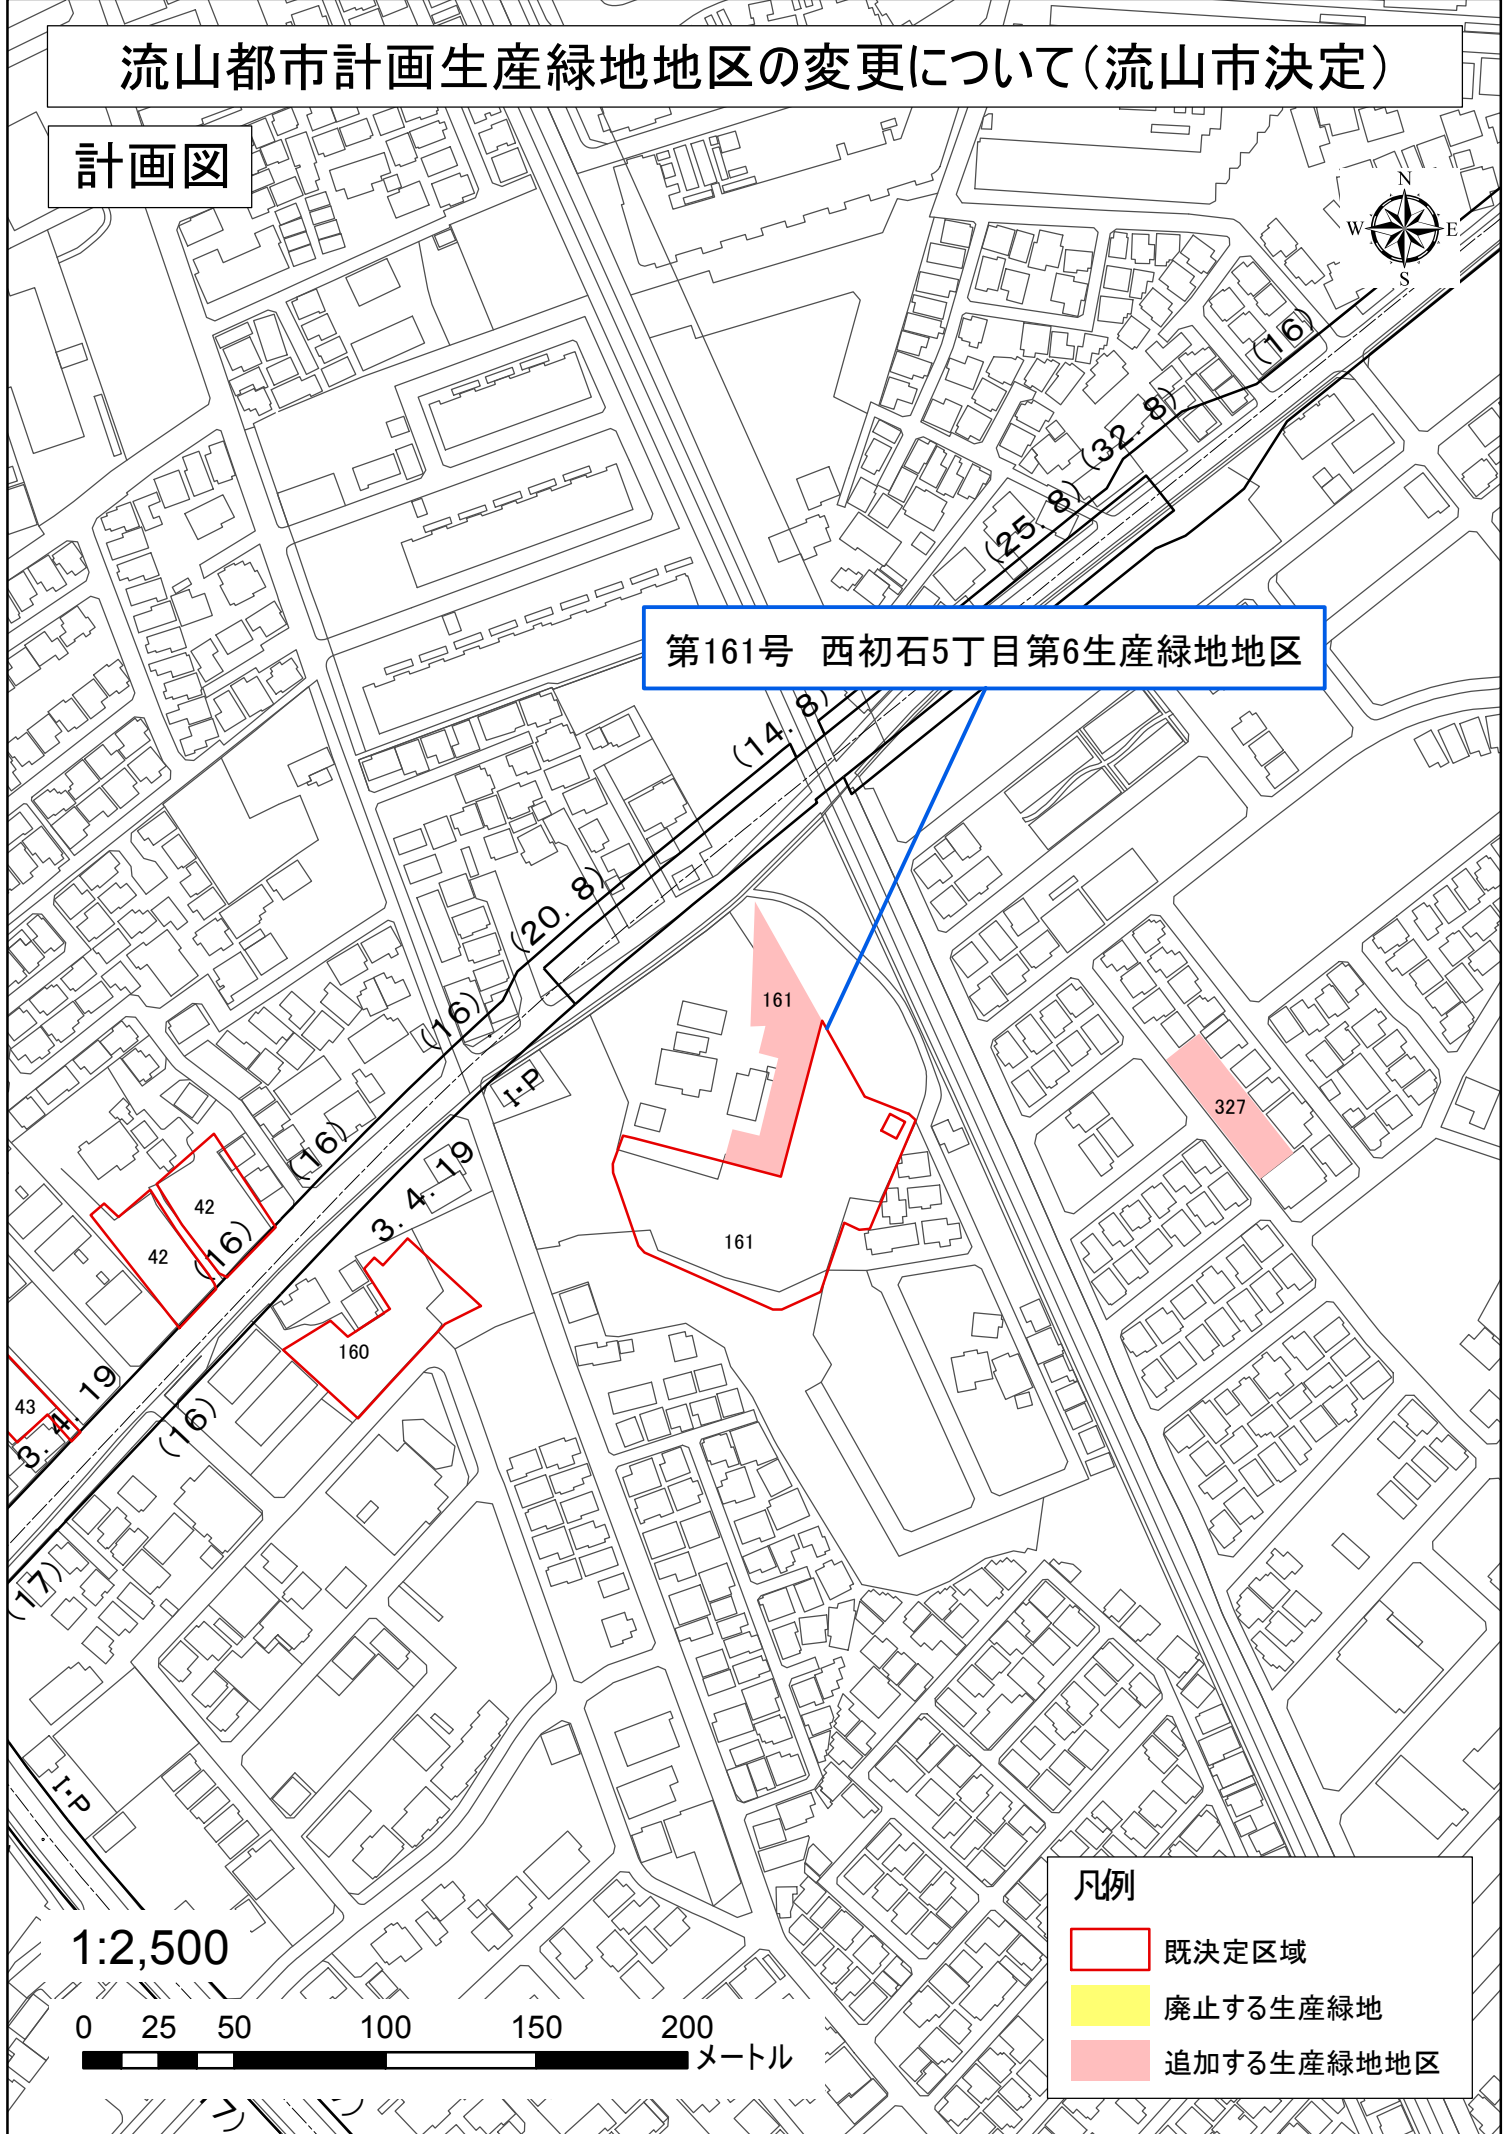 流山都市計画生産緑地地区の変更について(流山市決定)
計画図
N
W
E
S
(16)
(32.8)
(25.8)
第161号 西初石5丁目第6生産緑地地区
(14.8)
(20.8)
161
(16)
I・P
327
(16)
3.4.19
42
(16)
42
161
160
3.4.19
43
(16)
(17)
I・P
凡例
既決定区域
廃止する生産緑地
追加する生産緑地地区
1:2,500
0 25 50 100 150 200
メートル